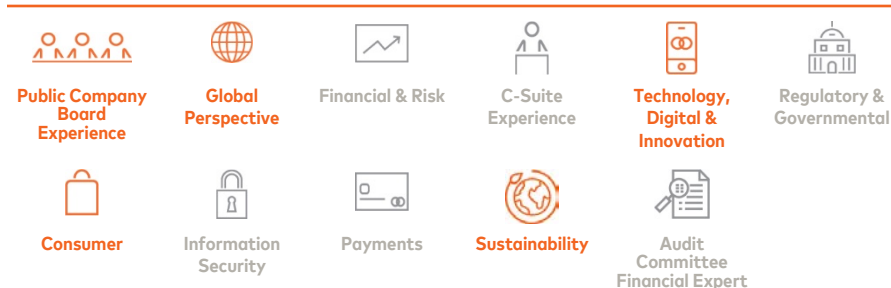 Public Company
Board
Experience
Global
Perspective
Financial & Risk
C-Suite
Experience
Technology,
Digital &
Innovation
Regulatory &
Governmental
Consumer
Information
Security
Payments
Sustainability
Audit
Committee
Financial Expert